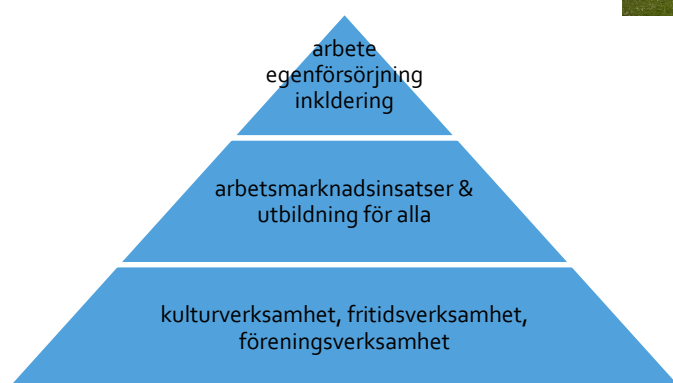 arbete
egenförsörjning
inkldering
arbetsmarknadsinsatser &
utbildning för alla
kulturverksamhet, fritidsverksamhet,
föreningsverksamhet